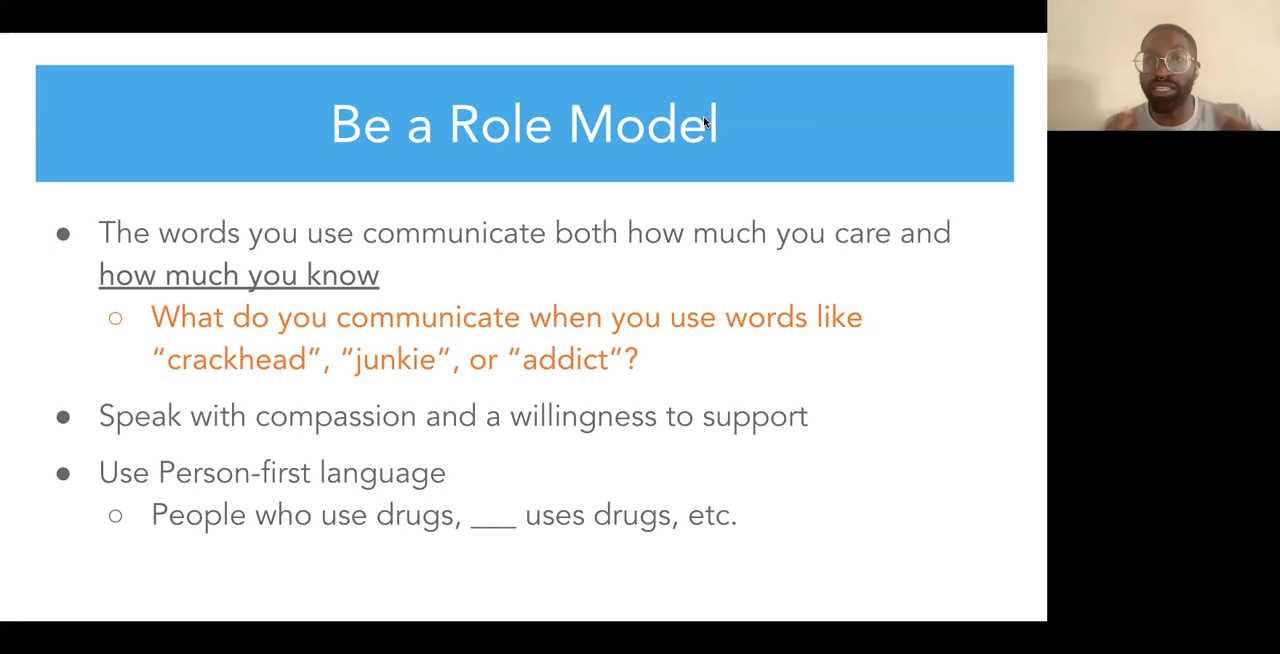 Be a Role Model
● The words you use communicate both how much you care and
how much you know
○ What do you communicate when you use words like
“crackhead”, “junkie”, or “addict”?
● Speak with compassion and a willingness to support
● Use Person-first language
○ People who use drugs, ___ uses drugs, etc.